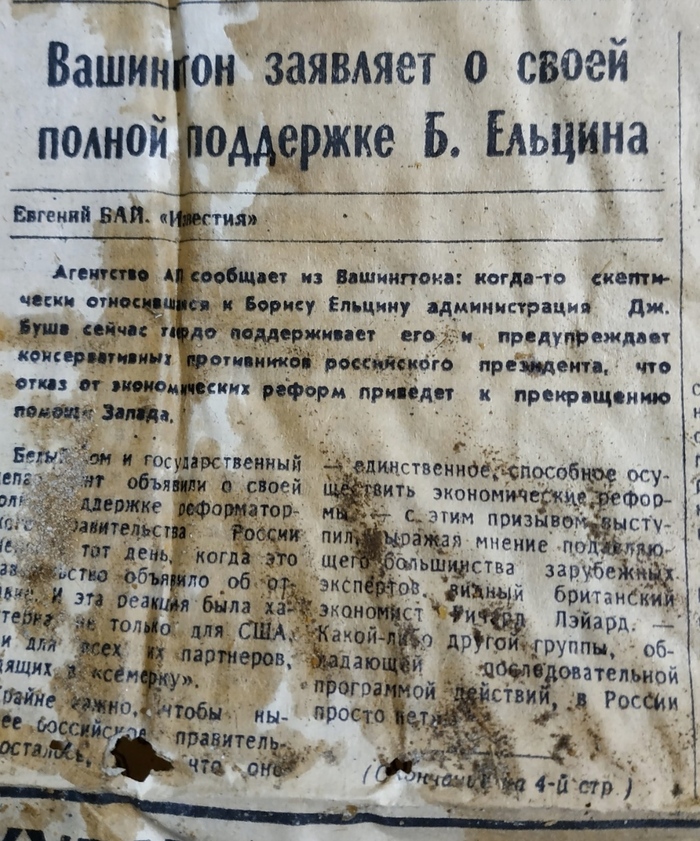 Вашингтон заявляет о своей
полной поддержке Б. Ельцина
Евгений БАЙ. «Известия»
Агентство АП сообщает из Вашингтона: когда-то скепти-
чески относившаяся к Борису Ельцину администрация Дж.
Буша сейчас твердо поддерживает его и предупреждает
консервативных противников российского президента, что
отказ от экономических реформ приведет к прекращению
помощи Запада.
Белый дом и государственный
объявили о своей
поддержке реформатор-
правительства России
тот день, когда это
объявило об от-
И эта реакция была ха-
не только для США,
и для всех их партнеров,
«семерку».
важно, чтобы ны-
российское правитель-
осталось, что оно
— единственное, способное осу-
ществить экономические рефор-
мы, — с этим призывом высту-
пил, выражая мнение подавляю-
щего большинства зарубежных
экспертов, видный британский
экономист Ричард Лэйард. —
Какой-либо другой группы, об-
ладающей последовательной
программой действий, в России
просто нет.
(Окончание на 4-й стр.)